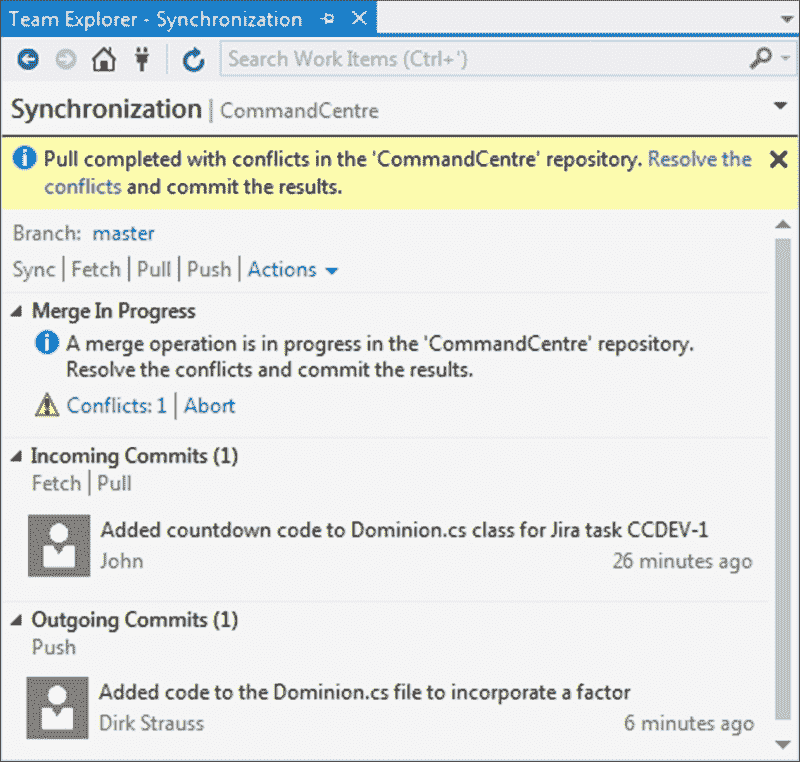 Team Explorer - Synchronization
Search Work Items (Ctrl+')
Synchronization | CommandCentre
Pull completed with conflicts in the 'CommandCentre' repository. Resolve the
conflicts and commit the results.
Branch: master
Sync | Fetch | Pull | Push | Actions
Merge In Progress
A merge operation is in progress in the 'CommandCentre' repository.
Resolve the conflicts and commit the results.
Conflicts: 1 | Abort
Incoming Commits (1)
Fetch | Pull
Added countdown code to Dominion.cs class for Jira task CCDEV-1
John 26 minutes ago
Outgoing Commits (1)
Push
Added code to the Dominion.cs file to incorporate a factor
Dirk Strauss 6 minutes ago